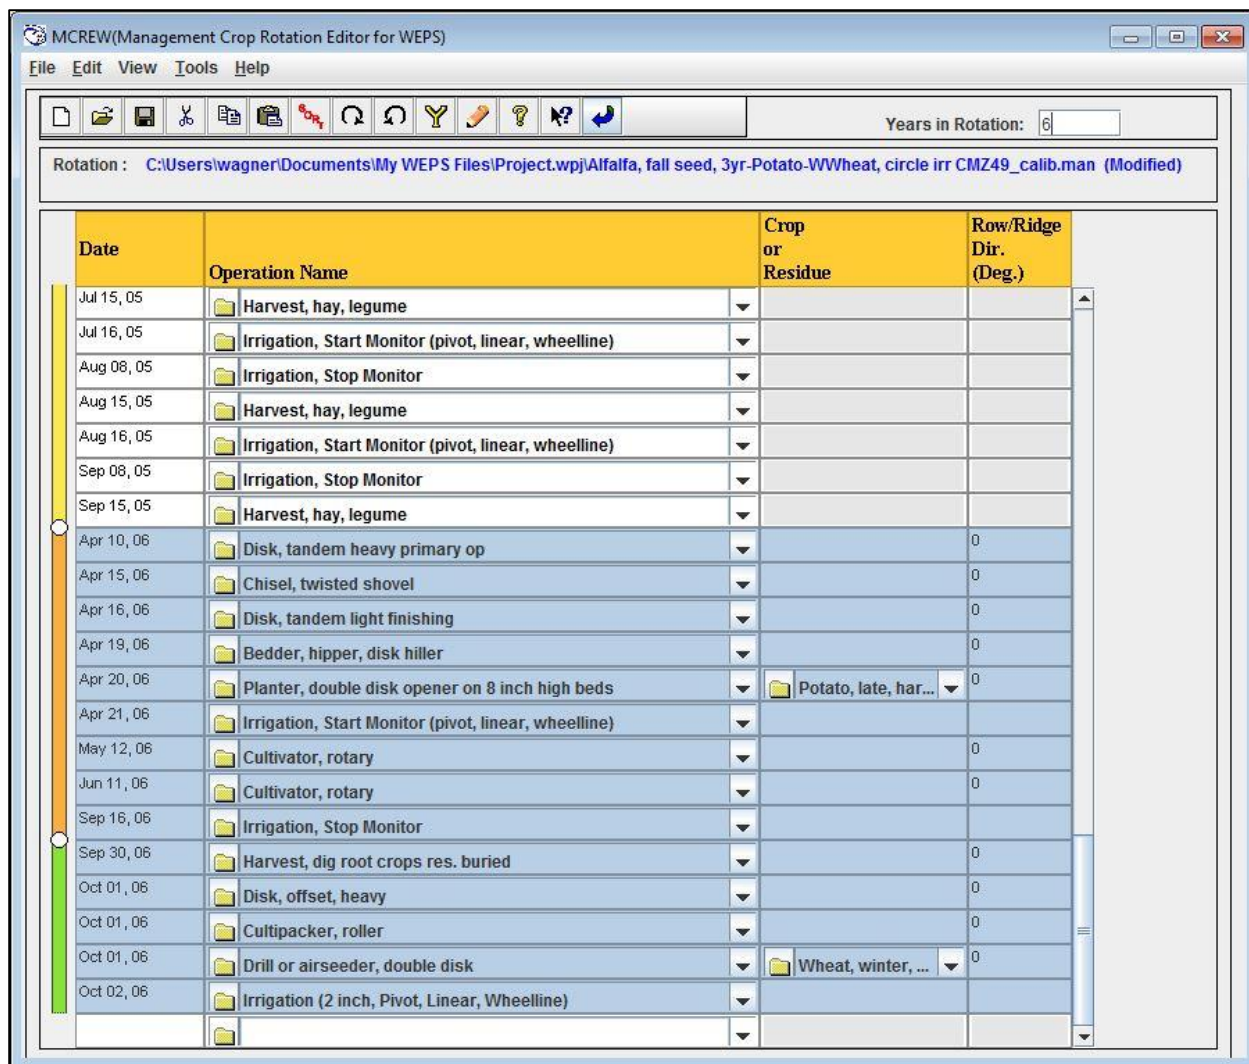 MCREW(Management Crop Rotation Editor for WEPS)
File Edit View Tools Help
SORT Years in Rotation: 6
Rotation : C:\Users\wagner\Documents\My WEPS Files\Project.wpj\Alfalfa, fall seed, 3yr-Potato-WWheat, circle irr CMZ49_calib.man (Modified)
Date Operation Name Crop or Residue Row/Ridge Dir. (Deg.)
Jul 15, 05 Harvest, hay, legume
Jul 16, 05 Irrigation, Start Monitor (pivot, linear, wheelline)
Aug 08, 05 Irrigation, Stop Monitor
Aug 15, 05 Harvest, hay, legume
Aug 16, 05 Irrigation, Start Monitor (pivot, linear, wheelline)
Sep 08, 05 Irrigation, Stop Monitor
Sep 15, 05 Harvest, hay, legume
Apr 10, 06 Disk, tandem heavy primary op 0
Apr 15, 06 Chisel, twisted shovel 0
Apr 16, 06 Disk, tandem light finishing 0
Apr 19, 06 Bedder, hipper, disk hiller 0
Apr 20, 06 Planter, double disk opener on 8 inch high beds Potato, late, har... 0
Apr 21, 06 Irrigation, Start Monitor (pivot, linear, wheelline)
May 12, 06 Cultivator, rotary 0
Jun 11, 06 Cultivator, rotary 0
Sep 16, 06 Irrigation, Stop Monitor
Sep 30, 06 Harvest, dig root crops res. buried 0
Oct 01, 06 Disk, offset, heavy 0
Oct 01, 06 Cultipacker, roller 0
Oct 01, 06 Drill or airseeder, double disk Wheat, winter, ... 0
Oct 02, 06 Irrigation (2 inch, Pivot, Linear, Wheelline)